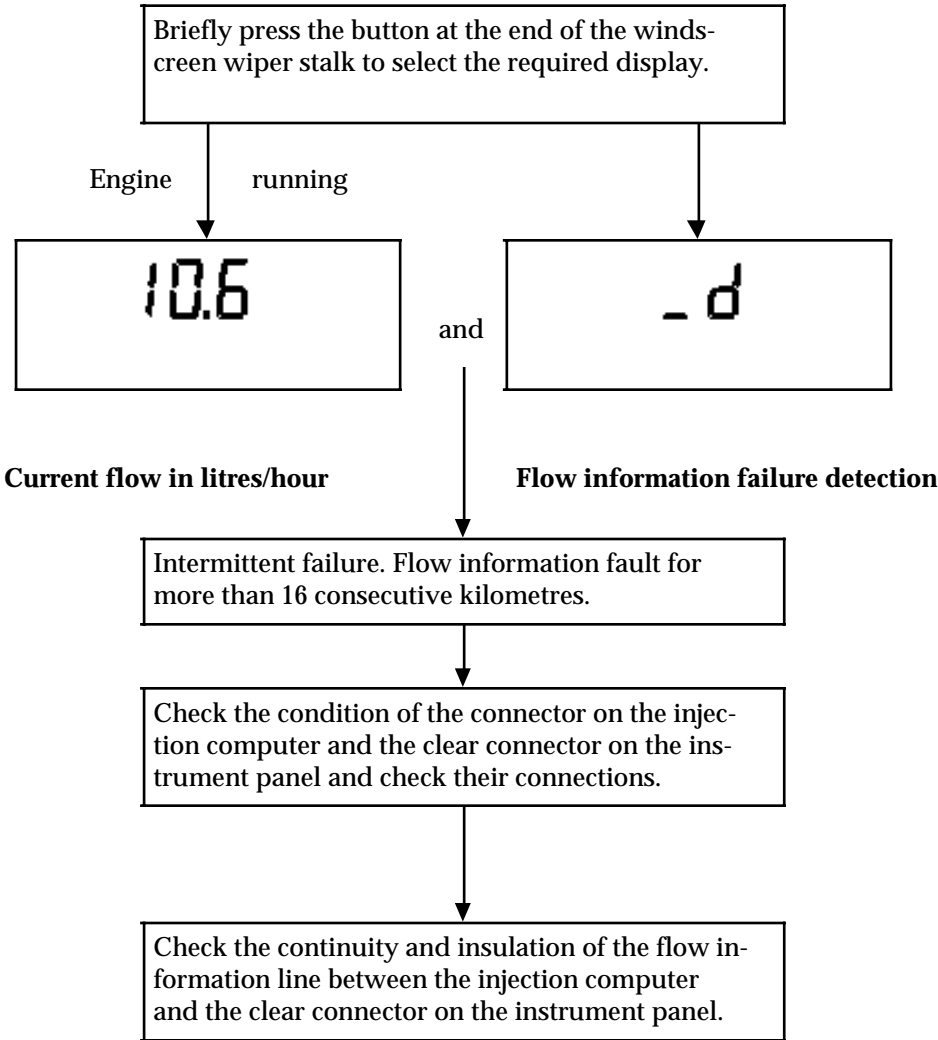 Briefly press the button at the end of the winds-
creen wiper stalk to select the required display.
Engine running
10.6
and
_ d
Current flow in litres/hour
Flow information failure detection
Intermittent failure. Flow information fault for
more than 16 consecutive kilometres.
Check the condition of the connector on the injec-
tion computer and the clear connector on the ins-
trument panel and check their connections.
Check the continuity and insulation of the flow in-
formation line between the injection computer
and the clear connector on the instrument panel.